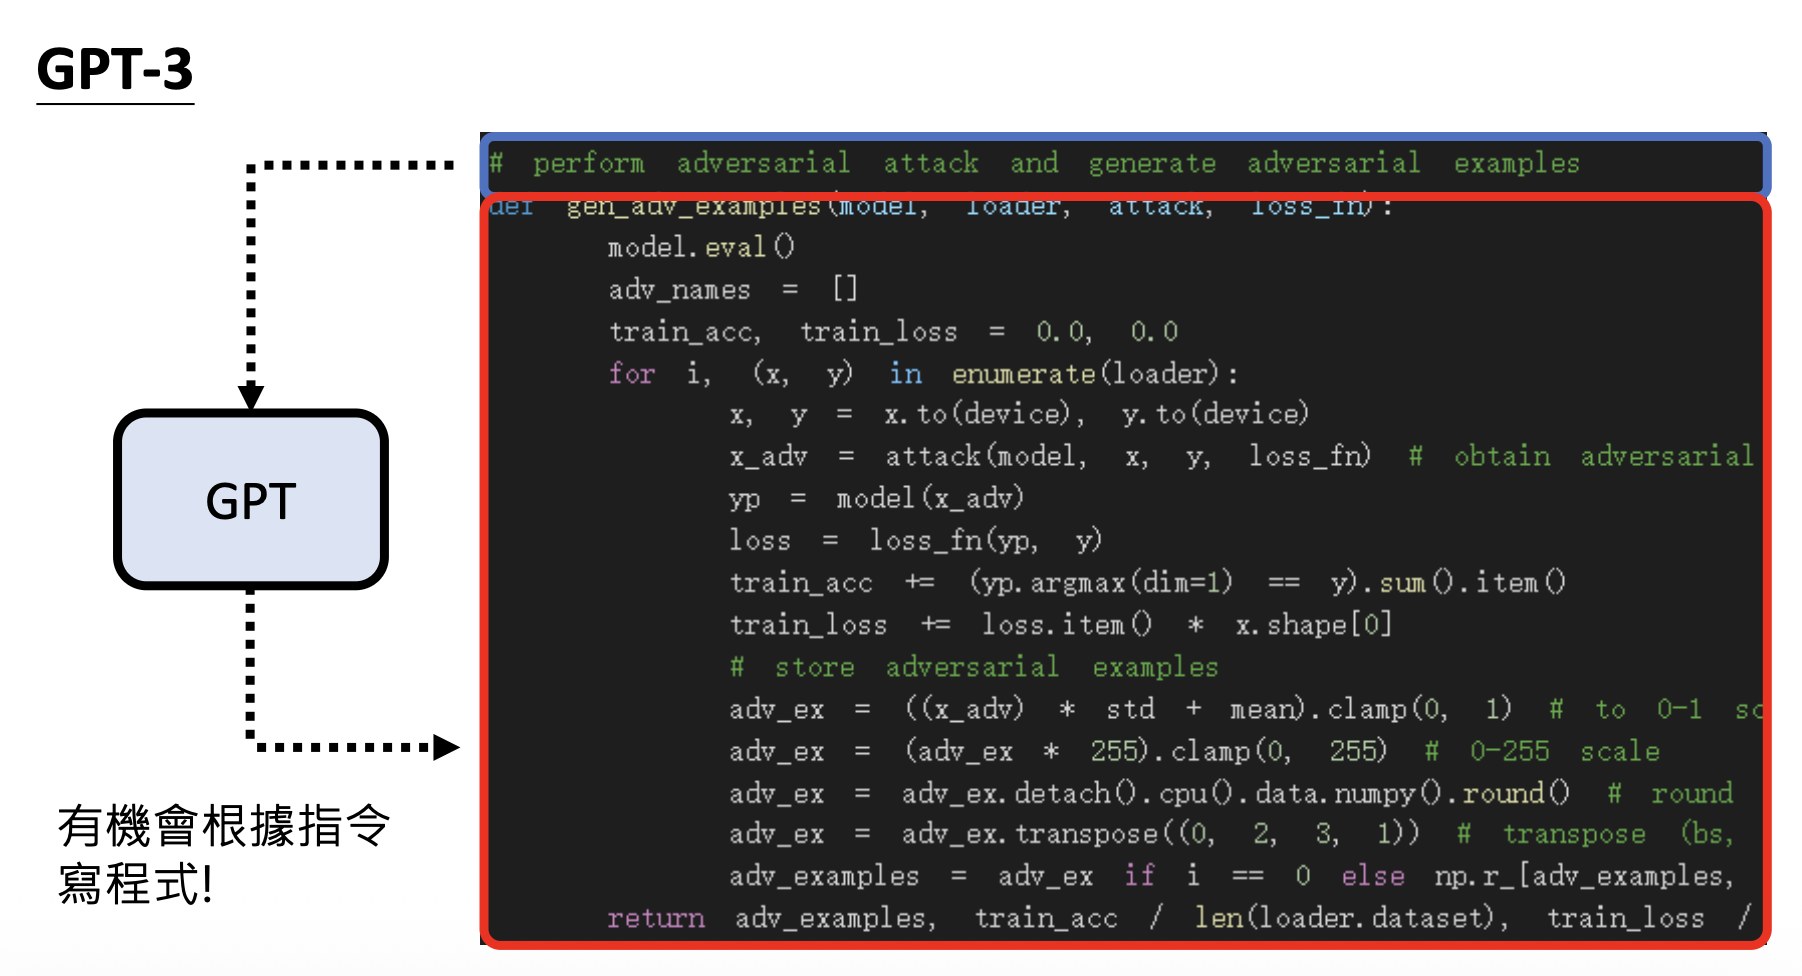 GPT-3
# perform adversarial attack and generate adversarial examples
def gen_adv_examples(model, loader, attack, loss_fn):
model.eval()
adv_names = []
train_acc, train_loss = 0.0, 0.0
for i, (x, y) in enumerate(loader):
x, y = x.to(device), y.to(device)
x_adv = attack(model, x, y, loss_fn) # obtain adversarial
yp = model(x_adv)
loss = loss_fn(yp, y)
train_acc += (yp.argmax(dim=1) == y).sum().item()
train_loss += loss.item() * x.shape[0]
# store adversarial examples
adv_ex = ((x_adv) * std + mean).clamp(0, 1) # to 0-1 sc
adv_ex = (adv_ex * 255).clamp(0, 255) # 0-255 scale
adv_ex = adv_ex.detach().cpu().data.numpy().round() # round
adv_ex = adv_ex.transpose((0, 2, 3, 1)) # transpose (bs,
adv_examples = adv_ex if i == 0 else np.r_[adv_examples,
return adv_examples, train_acc / len(loader.dataset), train_loss /
GPT
有機會根據指令
寫程式!